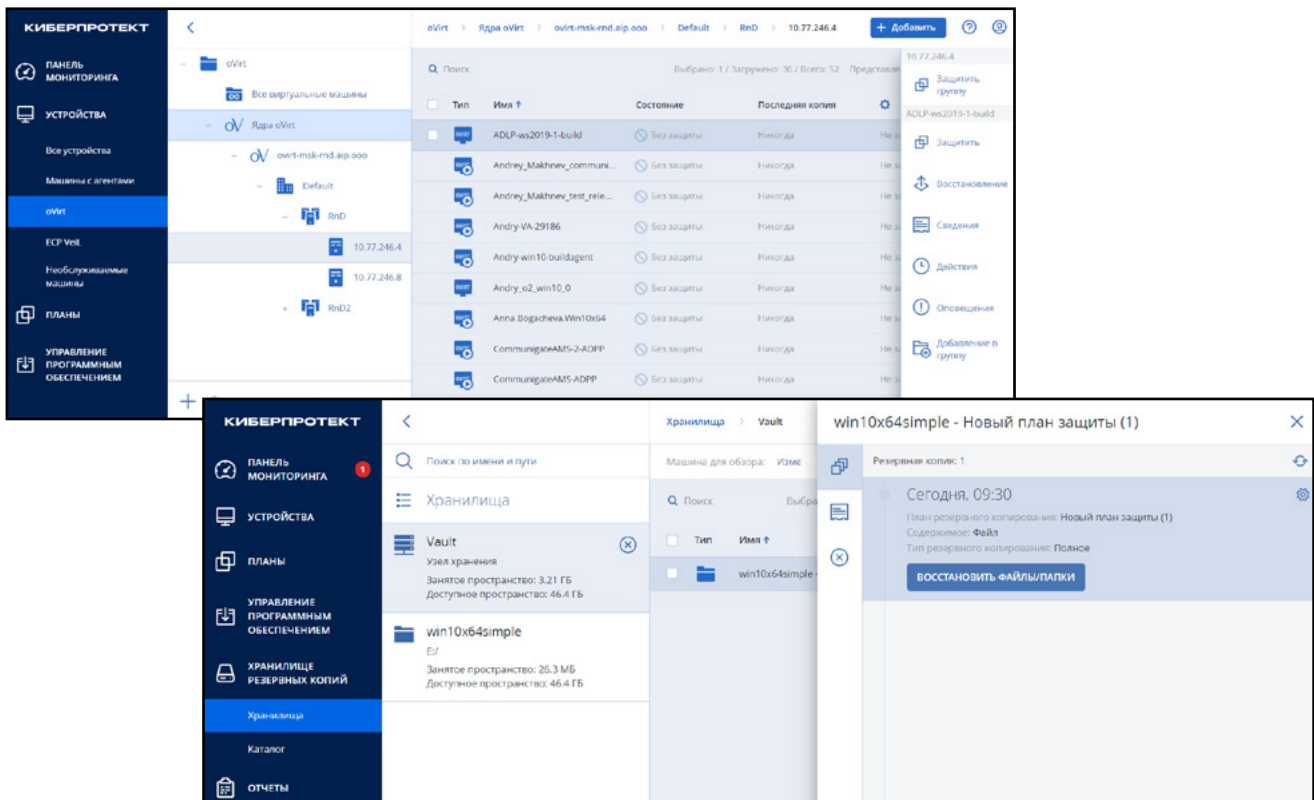 КИБЕРПРОТЕКТ
ПАНЕЛЬ
МОНИТОРИНГА
УСТРОЙСТВА
Все устройства
Машины с агентами
oVirt
ECP VeiL
Необслуживаемые
машины
ПЛАНЫ
УПРАВЛЕНИЕ
ПРОГРАММНЫМ
ОБЕСПЕЧЕНИЕМ
oVirt
Все виртуальные машины
Ядра oVirt
ovirt-msk-rnd.aip.ooo
Default
RnD
10.77.246.4
10.77.246.8
RnD2
oVirt > Ядра oVirt > ovirt-msk-rnd.aip.ooo > Default > RnD > 10.77.246.4
+ Добавить
Поиск
Выбрано: 1 / Загружено: 30 / Всего: 52
Тип Имя Состояние Последняя копия
ADLP-ws2019-1-build Без защиты Никогда
Andrey_Makhnev_communi... Без защиты Никогда
Andrey_Makhnev_test_rele... Без защиты Никогда
Andry-VA-29186 Без защиты Никогда
Andry-win10-buildagent Без защиты Никогда
Andry_o2_win10_0 Без защиты Никогда
Anna.Bogacheva.Win10x64 Без защиты Никогда
CommunigateAMS-2-ADPP Без защиты Никогда
CommunigateAMS-ADPP Без защиты Никогда
10.77.246.4
Защитить
группу
ADLP-ws2019-1-build
Защитить
Восстановление
Сведения
Действия
Оповещения
Добавление в
группу
КИБЕРПРОТЕКТ
ПАНЕЛЬ
МОНИТОРИНГА
1
УСТРОЙСТВА
ПЛАНЫ
УПРАВЛЕНИЕ
ПРОГРАММНЫМ
ОБЕСПЕЧЕНИЕМ
ХРАНИЛИЩЕ
РЕЗЕРВНЫХ КОПИЙ
Хранилища
Каталог
ОТЧЕТЫ
Поиск по имени и пути
Хранилища
Vault
Узел хранения
Занятое пространство: 3.21 ГБ
Доступное пространство: 46.4 ГБ
win10x64simple
E:/
Занятое пространство: 26.3 МБ
Доступное пространство: 46.4 ГБ
Хранилища > Vault
Машина для обзора: Изме
Поиск Выбра
Тип Имя
win10x64simple -
win10x64simple - Новый план защиты (1)
Резервная копия: 1
Сегодня, 09:30
План резервного копирования: Новый план защиты (1)
Содержимое: Файл
Тип резервного копирования: Полное
ВОССТАНОВИТЬ ФАЙЛЫ/ПАПКИ